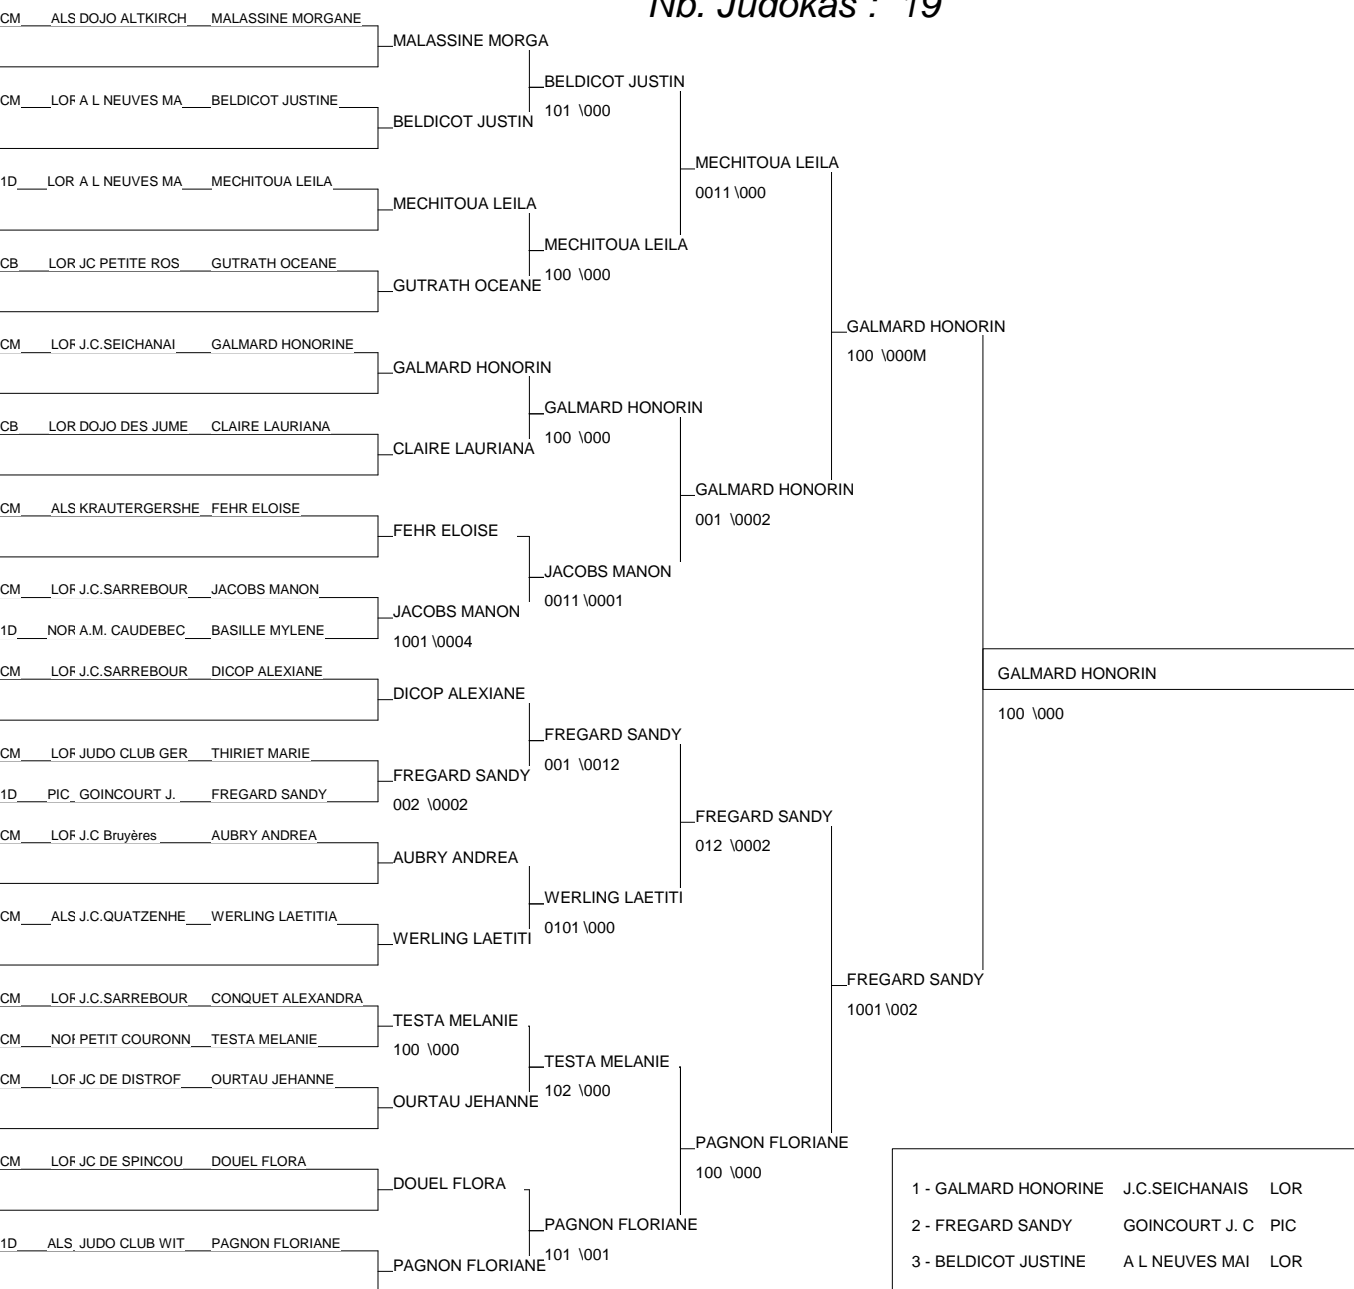 Nb. Judokas : 19
CM ALS DOJO ALTKIRCH MALASSINE MORGANE
MALASSINE MORGA
BELDICOT JUSTIN
101 \000
CM LOR A L NEUVES MA BELDICOT JUSTINE
BELDICOT JUSTIN
MECHITOUA LEILA
0011 \000
1D LOR A L NEUVES MA MECHITOUA LEILA
MECHITOUA LEILA
MECHITOUA LEILA
100 \000
CB LOR JC PETITE ROS GUTRATH OCEANE
GUTRATH OCEANE
GALMARD HONORIN
100 \000M
CM LOR J.C.SEICHANAI GALMARD HONORINE
GALMARD HONORIN
GALMARD HONORIN
100 \000
CB LOR DOJO DES JUME CLAIRE LAURIANA
CLAIRE LAURIANA
GALMARD HONORIN
001 \0002
CM ALS KRAUTERGERSHE FEHR ELOISE
FEHR ELOISE
JACOBS MANON
0011 \0001
CM LOR J.C.SARREBOUR JACOBS MANON
JACOBS MANON
1001 \0004
1D NOR A.M. CAUDEBEC BASILLE MYLENE
GALMARD HONORIN
100 \000
CM LOR J.C.SARREBOUR DICOP ALEXIANE
DICOP ALEXIANE
FREGARD SANDY
001 \0012
CM LOR JUDO CLUB GER THIRIET MARIE
FREGARD SANDY
002 \0002
1D PIC GOINCOURT J. FREGARD SANDY
FREGARD SANDY
012 \0002
CM LOR J.C Bruyères AUBRY ANDREA
AUBRY ANDREA
WERLING LAETITI
0101 \000
CM ALS J.C.QUATZENHE WERLING LAETITIA
WERLING LAETITI
FREGARD SANDY
1001 \002
CM LOR J.C.SARREBOUR CONQUET ALEXANDRA
TESTA MELANIE
100 \000
CM NOR PETIT COURONN TESTA MELANIE
TESTA MELANIE
102 \000
CM LOR JC DE DISTROF OURTAU JEHANNE
OURTAU JEHANNE
PAGNON FLORIANE
100 \000
CM LOR JC DE SPINCOU DOUEL FLORA
DOUEL FLORA
PAGNON FLORIANE
101 \001
1D ALS JUDO CLUB WIT PAGNON FLORIANE
PAGNON FLORIANE
1 - GALMARD HONORINE J.C.SEICHANAIS LOR
2 - FREGARD SANDY GOINCOURT J. C PIC
3 - BELDICOT JUSTINE A L NEUVES MAI LOR